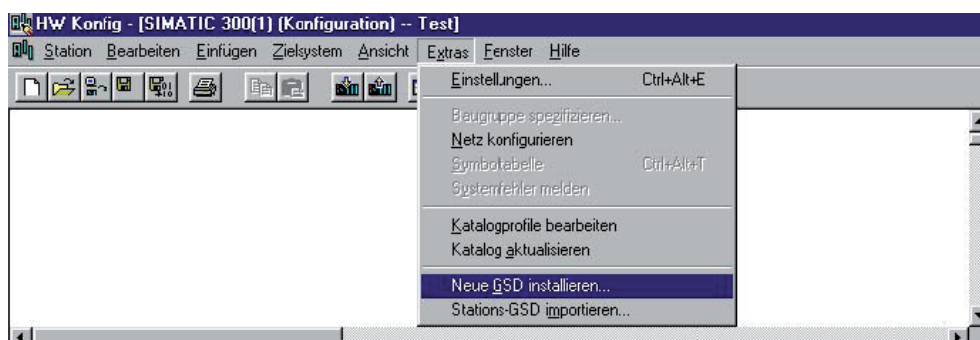 HW Konfig - [SIMATIC 300(1) (Konfiguration) -- Test]
Station Bearbeiten Einfügen Zielsystem Ansicht Extras Fenster Hilfe
Einstellungen... Ctrl+Alt+E
Baugruppe spezifizieren...
Netz konfigurieren
Symboltabelle Ctrl+Alt+T
Systemfehler melden
Katalogprofile bearbeiten
Katalog aktualisieren
Neue GSD installieren...
Stations-GSD importieren...